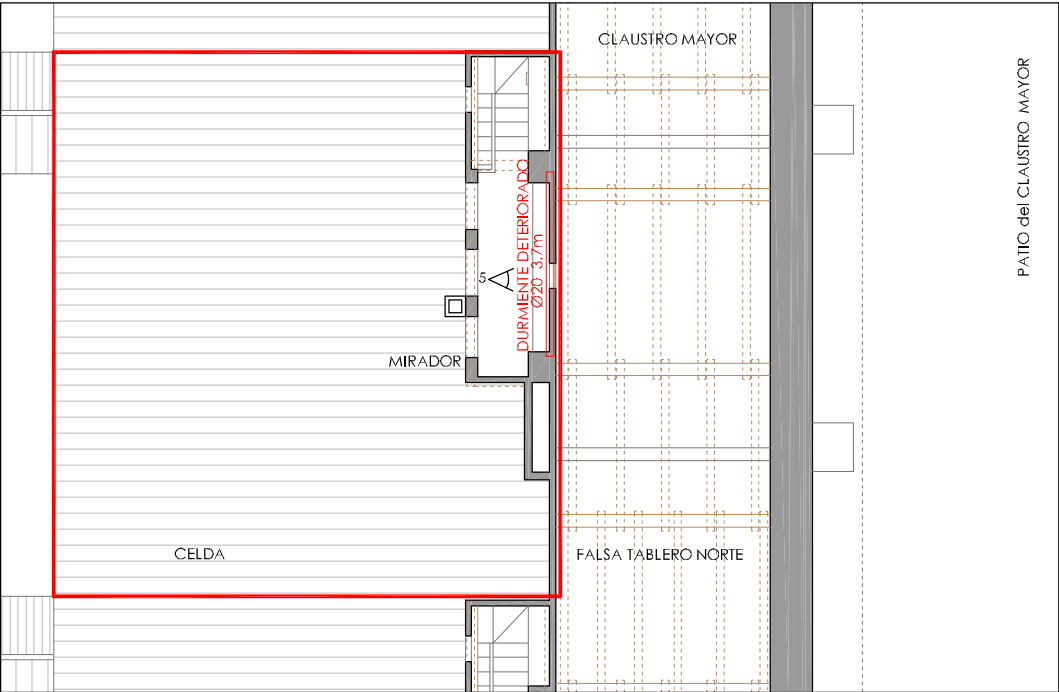 CLAUSTRO MAYOR
PATIO del CLAUSTRO MAYOR
DURMIENTE DETERIORADO
Ø20 3.7m
5
MIRADOR
CELDA
FALSA TABLERO NORTE